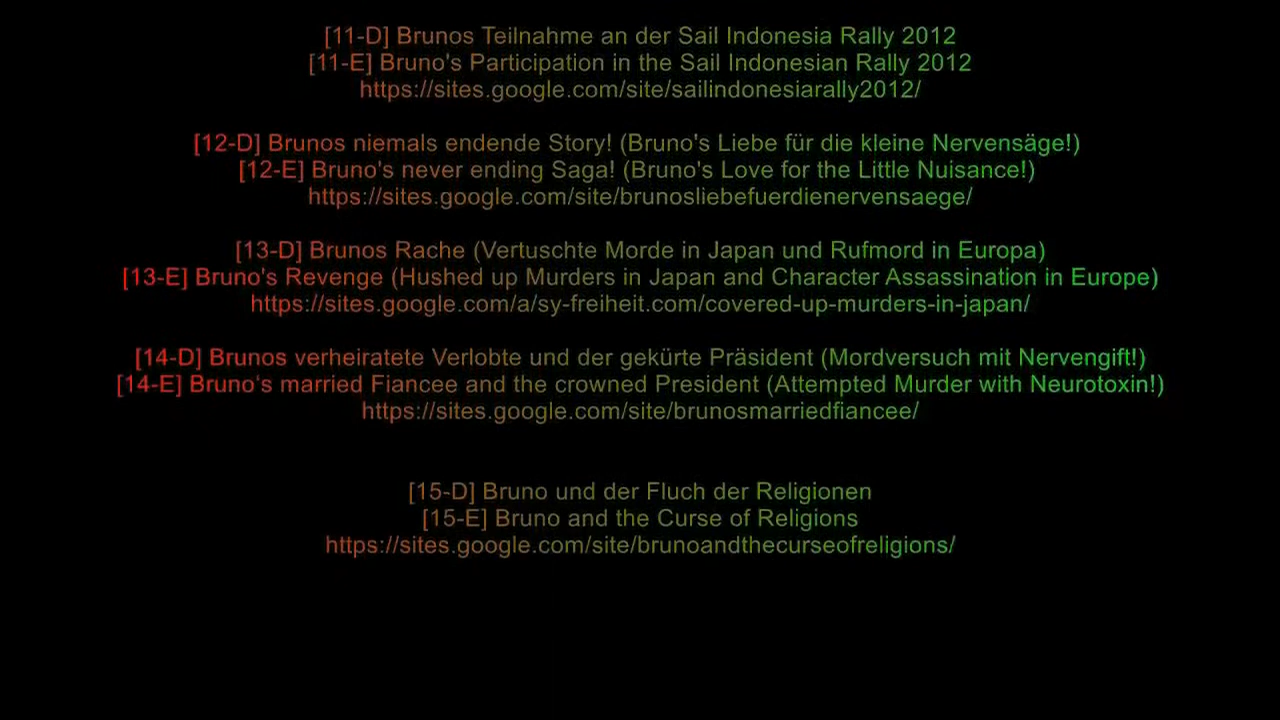 [11-D] Brunos Teilnahme an der Sail Indonesia Rally 2012
[11-E] Bruno's Participation in the Sail Indonesian Rally 2012
https://sites.google.com/site/sailindonesiarally2012/
[12-D] Brunos niemals endende Story! (Bruno's Liebe für die kleine Nervensäge!)
[12-E] Bruno's never ending Saga! (Bruno's Love for the Little Nuisance!)
https://sites.google.com/site/brunosliebefuerdienervensaege/
[13-D] Brunos Rache (Vertuschte Morde in Japan und Rufmord in Europa)
[13-E] Bruno's Revenge (Hushed up Murders in Japan and Character Assassination in Europe)
https://sites.google.com/a/sy-freiheit.com/covered-up-murders-in-japan/
[14-D] Brunos verheiratete Verlobte und der gekürte Präsident (Mordversuch mit Nervengift!)
[14-E] Bruno's married Fiancee and the crowned President (Attempted Murder with Neurotoxin!)
https://sites.google.com/site/brunosmarriedfiancee/
[15-D] Bruno und der Fluch der Religionen
[15-E] Bruno and the Curse of Religions
https://sites.google.com/site/brunoandthecurseofreligions/